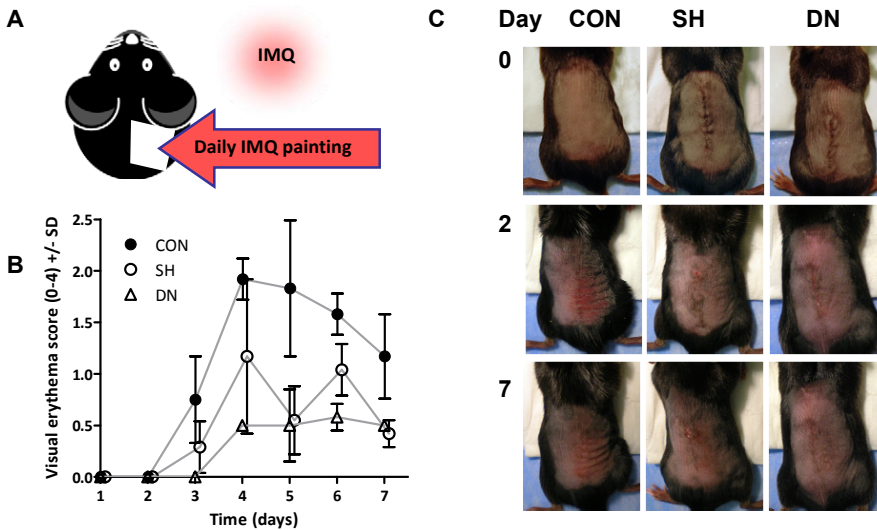 A
IMQ
Daily IMQ painting
B
Visual erythema score (0-4) +/- SD
2.5
2.0
1.5
1.0
0.5
0.0
CON
SH
DN
1 2 3 4 5 6 7
Time (days)
C Day CON SH DN
0
2
7